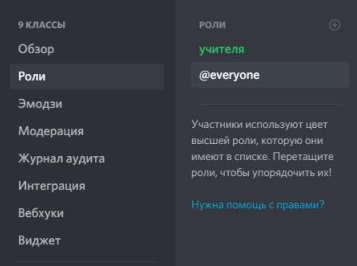 9 КЛАССЫ
Обзор
Роли
Эмодзи
Модерация
Журнал аудита
Интеграция
Вебхуки
Виджет
РОЛИ
учителя
@everyone
Участники используют цвет
высшей роли, которую они
имеют в списке. Перетащите
роли, чтобы упорядочить их!
Нужна помощь с правами?